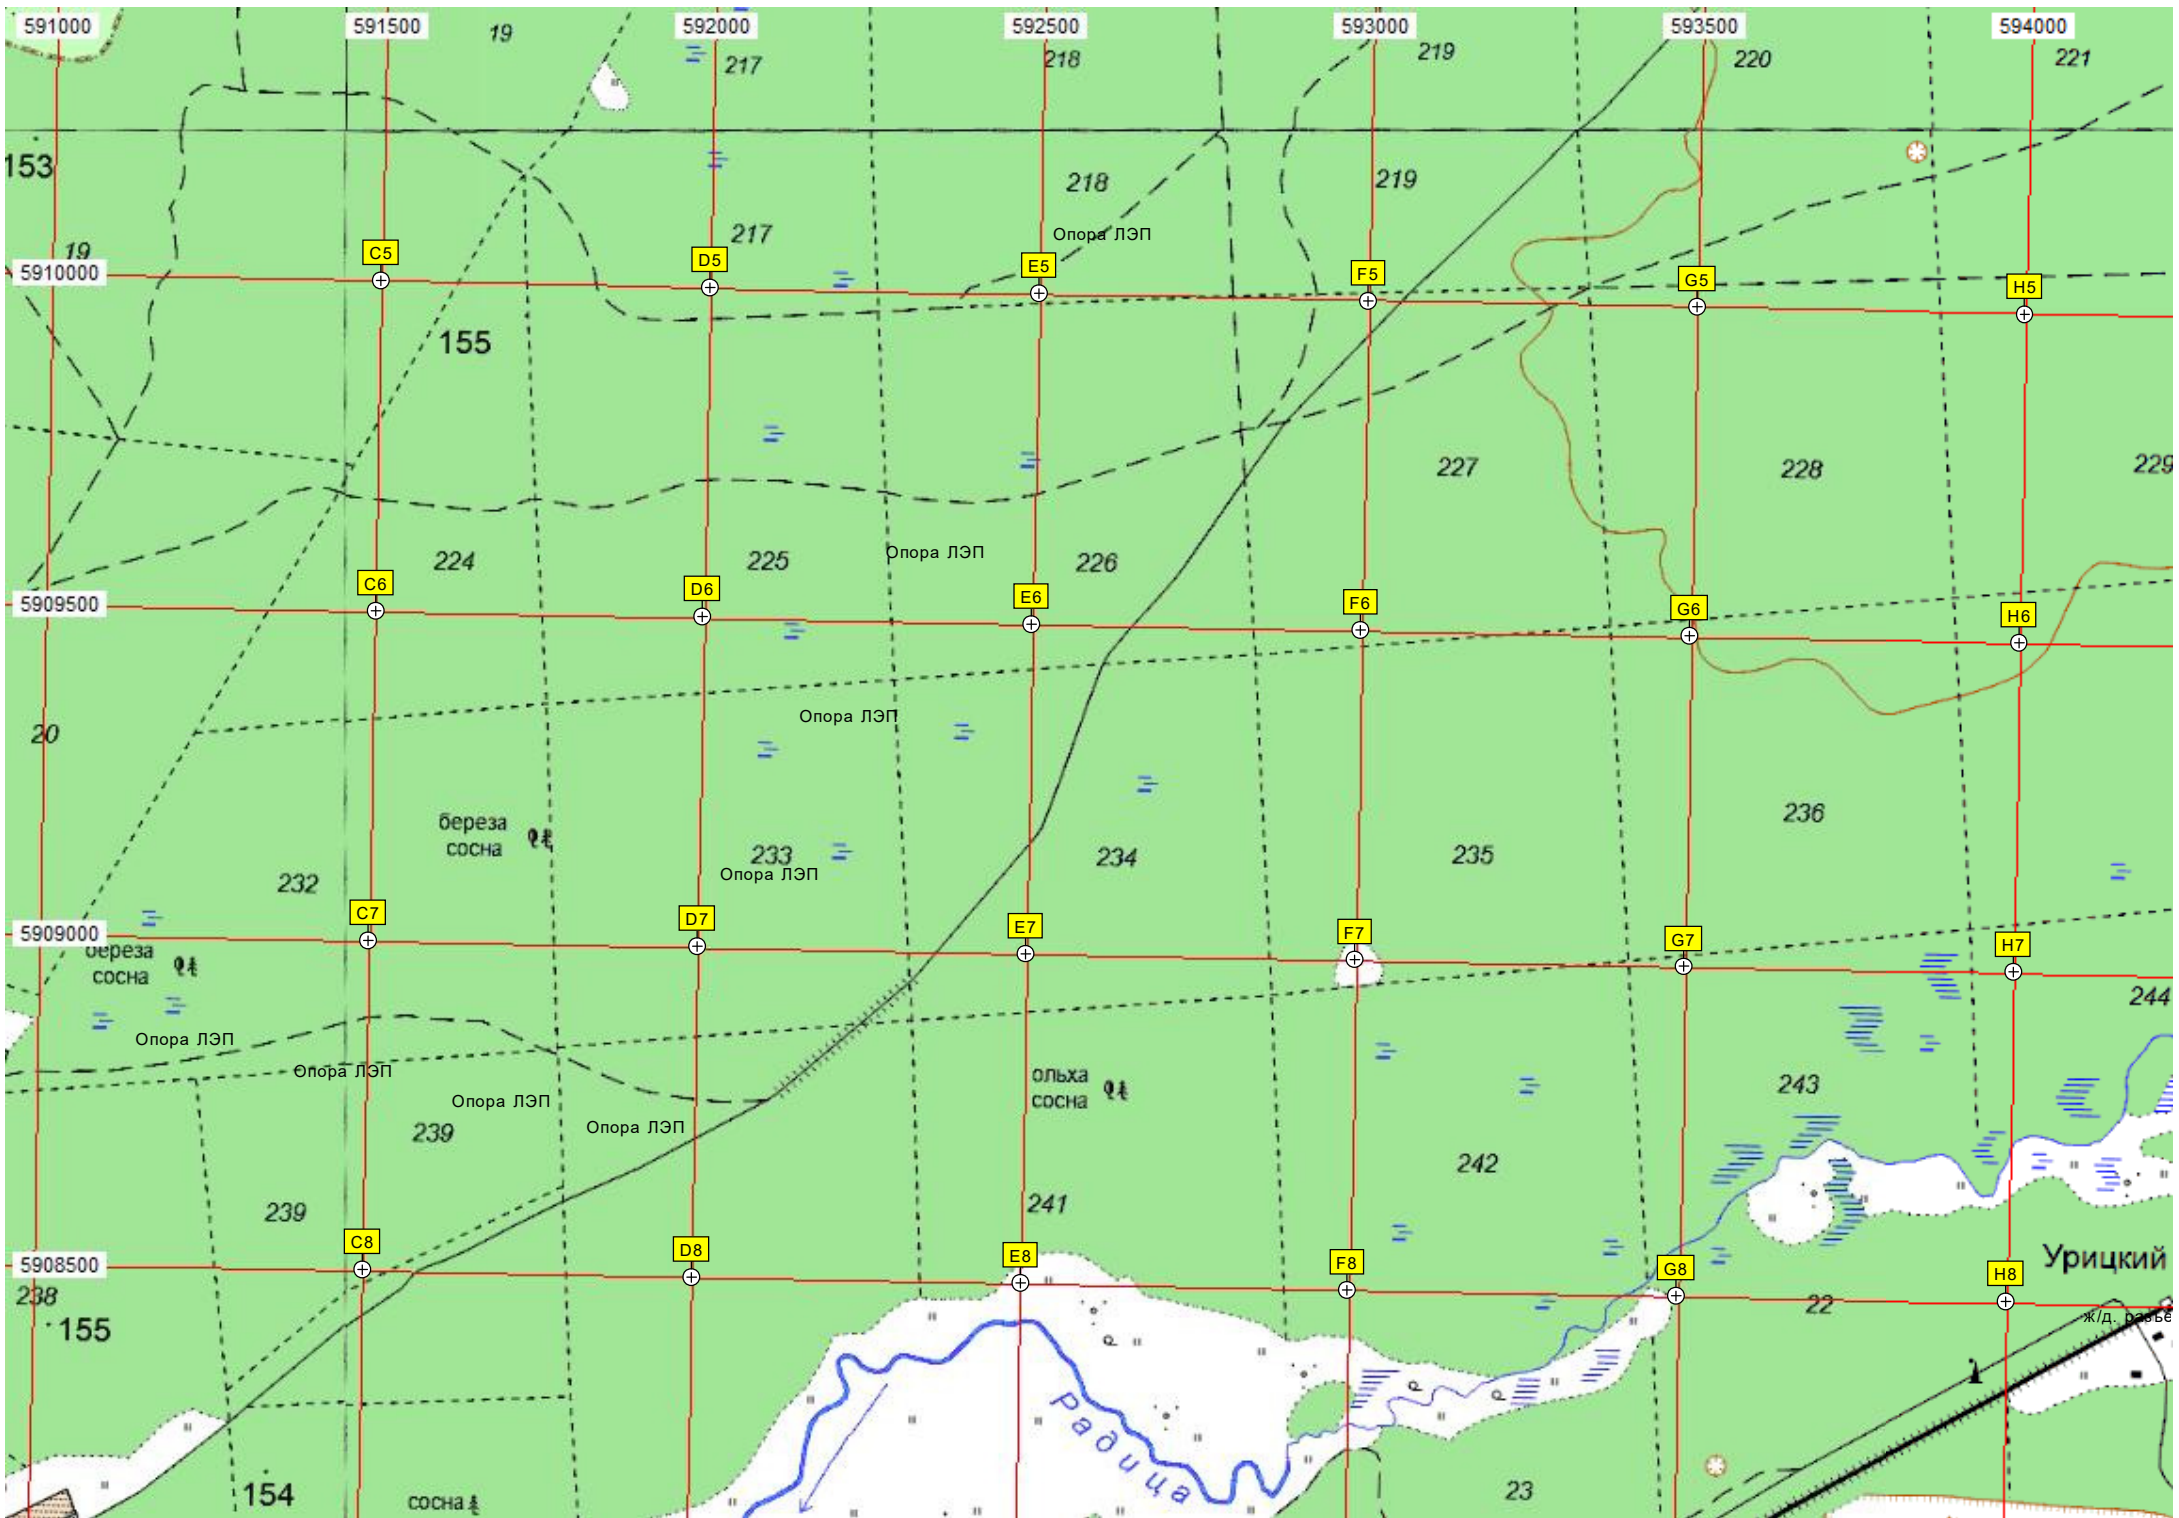 591000 591500 592000 592500 593000 593500 594000
19 217 218 219 220 221
153
218 219
19 217 Опора ЛЭП
5910000 C5 D5 E5 F5 G5 H5
155
227 228 229
224 225 Опора ЛЭП 226
5909500 C6 D6 E6 F6 G6 H6
20 Опора ЛЭП
береза
сосна
236
232 233 234 235
Опора ЛЭП
5909000 C7 D7 E7 F7 G7 H7
береза
сосна
244
Опора ЛЭП
Опора ЛЭП
ольха
сосна
243
Опора ЛЭП
Опора ЛЭП
239 242
239 241
5908500 C8 D8 E8 F8 G8 H8
Урицкий
238 22
155
ж/д. разъе
Радица
154 сосна 23